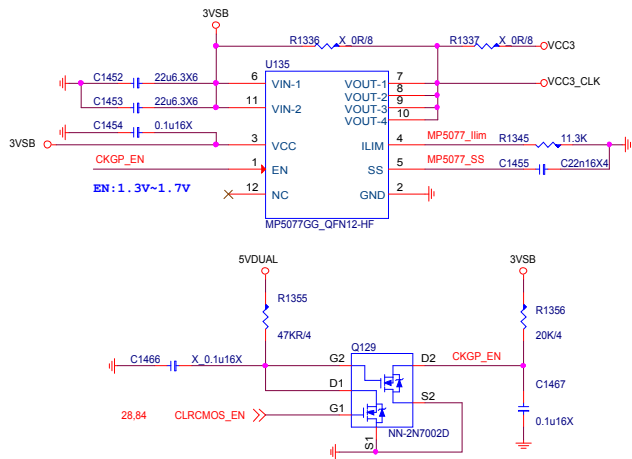 3VSB
R1336 X_0R/8
R1337 X_0R/8
VCC3
U135
C1452 22u6.3X6
6 VIN-1
VOUT-1 7
VCC3_CLK
VOUT-2 8
C1453 22u6.3X6
11 VIN-2
VOUT-3 9
VOUT-4 10
C1454 0.1u16X
3VSB
3 VCC
ILIM 4
MP5077_Ilim
R1345 11.3K
CKGP_EN
1 EN
SS 5
MP5077_SS
C1455 C22n16X4
EN:1.3V~1.7V
12 NC
GND 2
MP5077GG_QFN12-HF
5VDUAL
3VSB
R1355
47KR/4
R1356
20K/4
Q129
C1466 X_0.1u16X
G2
D2
CKGP_EN
D1
S2
C1467
0.1u16X
28,84 CLRCMOS_EN
G1
S1
NN-2N7002D